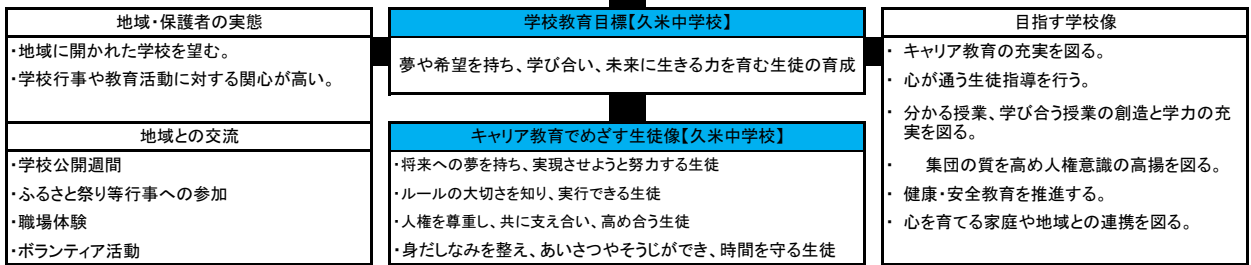 地域・保護者の実態
・地域に開かれた学校を望む。
・学校行事や教育活動に対する関心が高い。
地域との交流
・学校公開週間
・ふるさと祭り等行事への参加
・職場体験
・ボランティア活動
学校教育目標【久米中学校】
夢や希望を持ち、学び合い、未来に生きる力を育む生徒の育成
キャリア教育でめざす生徒像【久米中学校】
・将来への夢を持ち、実現させようと努力する生徒
・ルールの大切さを知り、実行できる生徒
・人権を尊重し、共に支え合い、高め合う生徒
・身だしなみを整え、あいさつやそうじができ、時間を守る生徒
目指す学校像
・ キャリア教育の充実を図る。
・ 心が通う生徒指導を行う。
・ 分かる授業、学び合う授業の創造と学力の充
実を図る。
・ 集団の質を高め人権意識の高揚を図る。
・ 健康・安全教育を推進する。
・ 心を育てる家庭や地域との連携を図る。